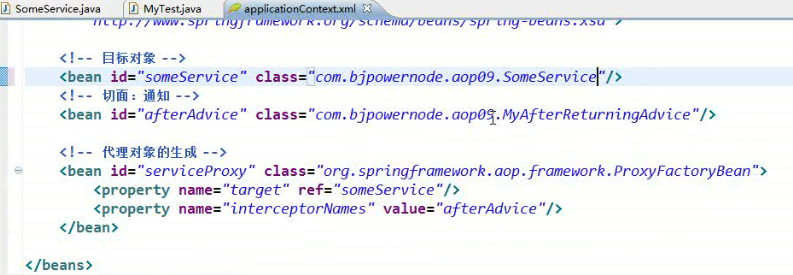 SomeService.java MyTest.java applicationContext.xml
http://www.springframework.org/schema/beans/spring-beans.xsd">
<!-- 目标对象 -->
<bean id="someService" class="com.bjpowernode.aop09.SomeService"/>
<!-- 切面：通知 -->
<bean id="afterAdvice" class="com.bjpowernode.aop09.MyAfterReturningAdvice"/>
<!-- 代理对象的生成 -->
<bean id="serviceProxy" class="org.springframework.aop.framework.ProxyFactoryBean">
<property name="target" ref="someService"/>
<property name="interceptorNames" value="afterAdvice"/>
</bean>
</beans>